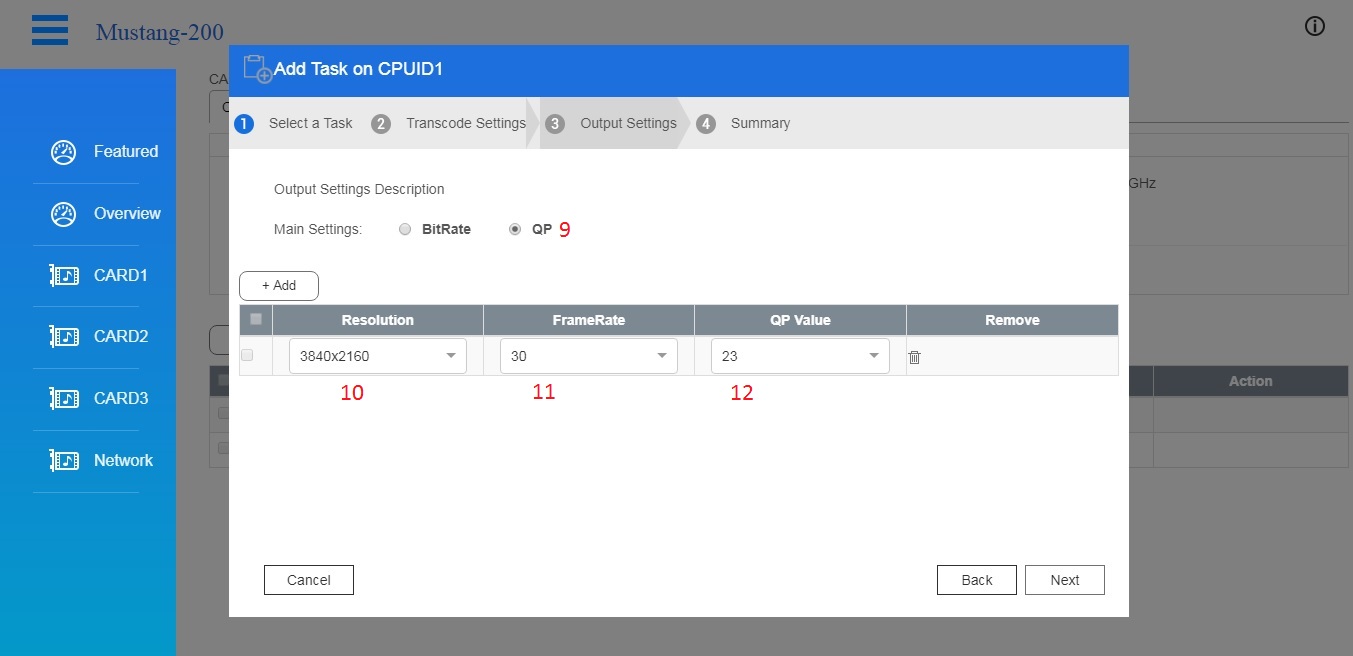 Mustang-200
Featured
Overview
CARD1
CARD2
CARD3
Network
CA
C
GHz
Action
Add Task on CPUID1
1 Select a Task 2 Transcode Settings 3 Output Settings 4 Summary
Output Settings Description
Main Settings: BitRate QP 9
+ Add
Resolution FrameRate QP Value Remove
3840x2160 30 23
10 11 12
Cancel Back Next